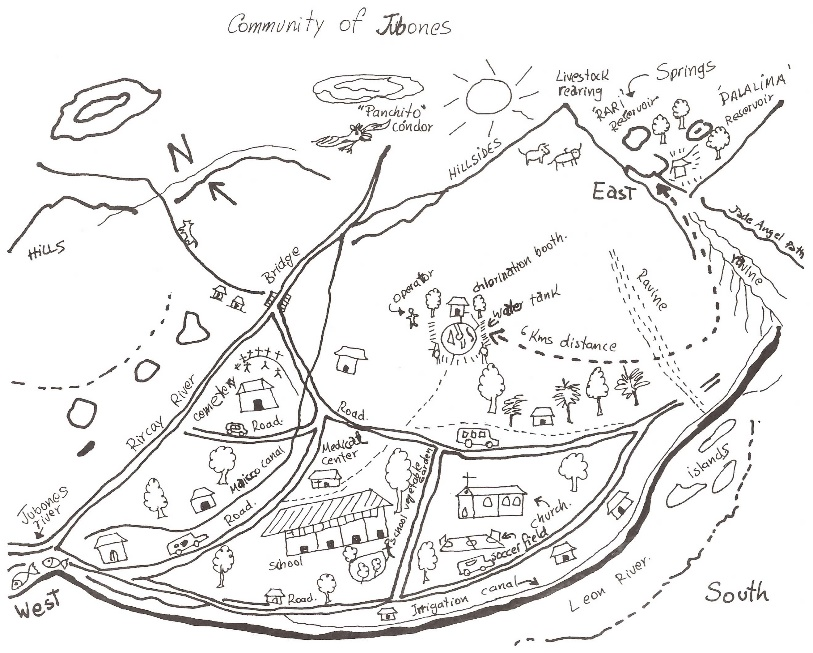 Community of Jubones
Livestock
rearing
Springs
"RARI"
Reservoir
'DALALIMA'
Reservoir
"Panchito"
condor
N
HILLSIDES
East
Jade Angel Path
Hills
Bridge
Ravine
Ravine
operator
chlorination booth.
water tank
6 Kms distance
Rircay River
cemetery
Road.
Road.
Medical
center
Majisco canal
Road.
school vegetable Garden
islands
Jubones
river
church.
soccer field
school
West
Road.
Irrigation canal
Leon River.
South